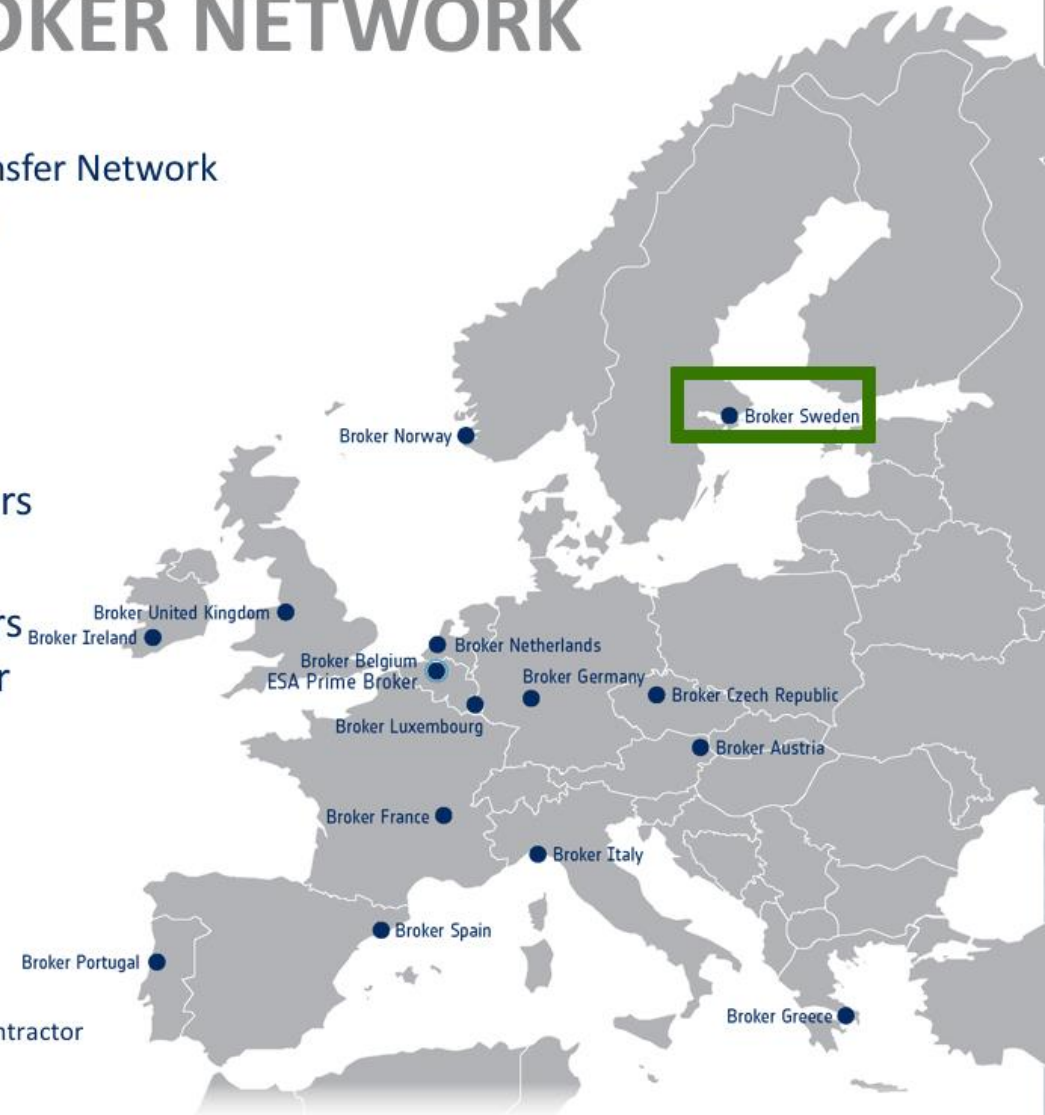 OKER NETWORK
nsfer Network
rs
rs
r
ntractor
Broker Sweden
Broker Norway
Broker United Kingdom
Broker Ireland
Broker Netherlands
Broker Belgium
ESA Prime Broker
Broker Germany
Broker Czech Republic
Broker Luxembourg
Broker Austria
Broker France
Broker Italy
Broker Spain
Broker Portugal
Broker Greece